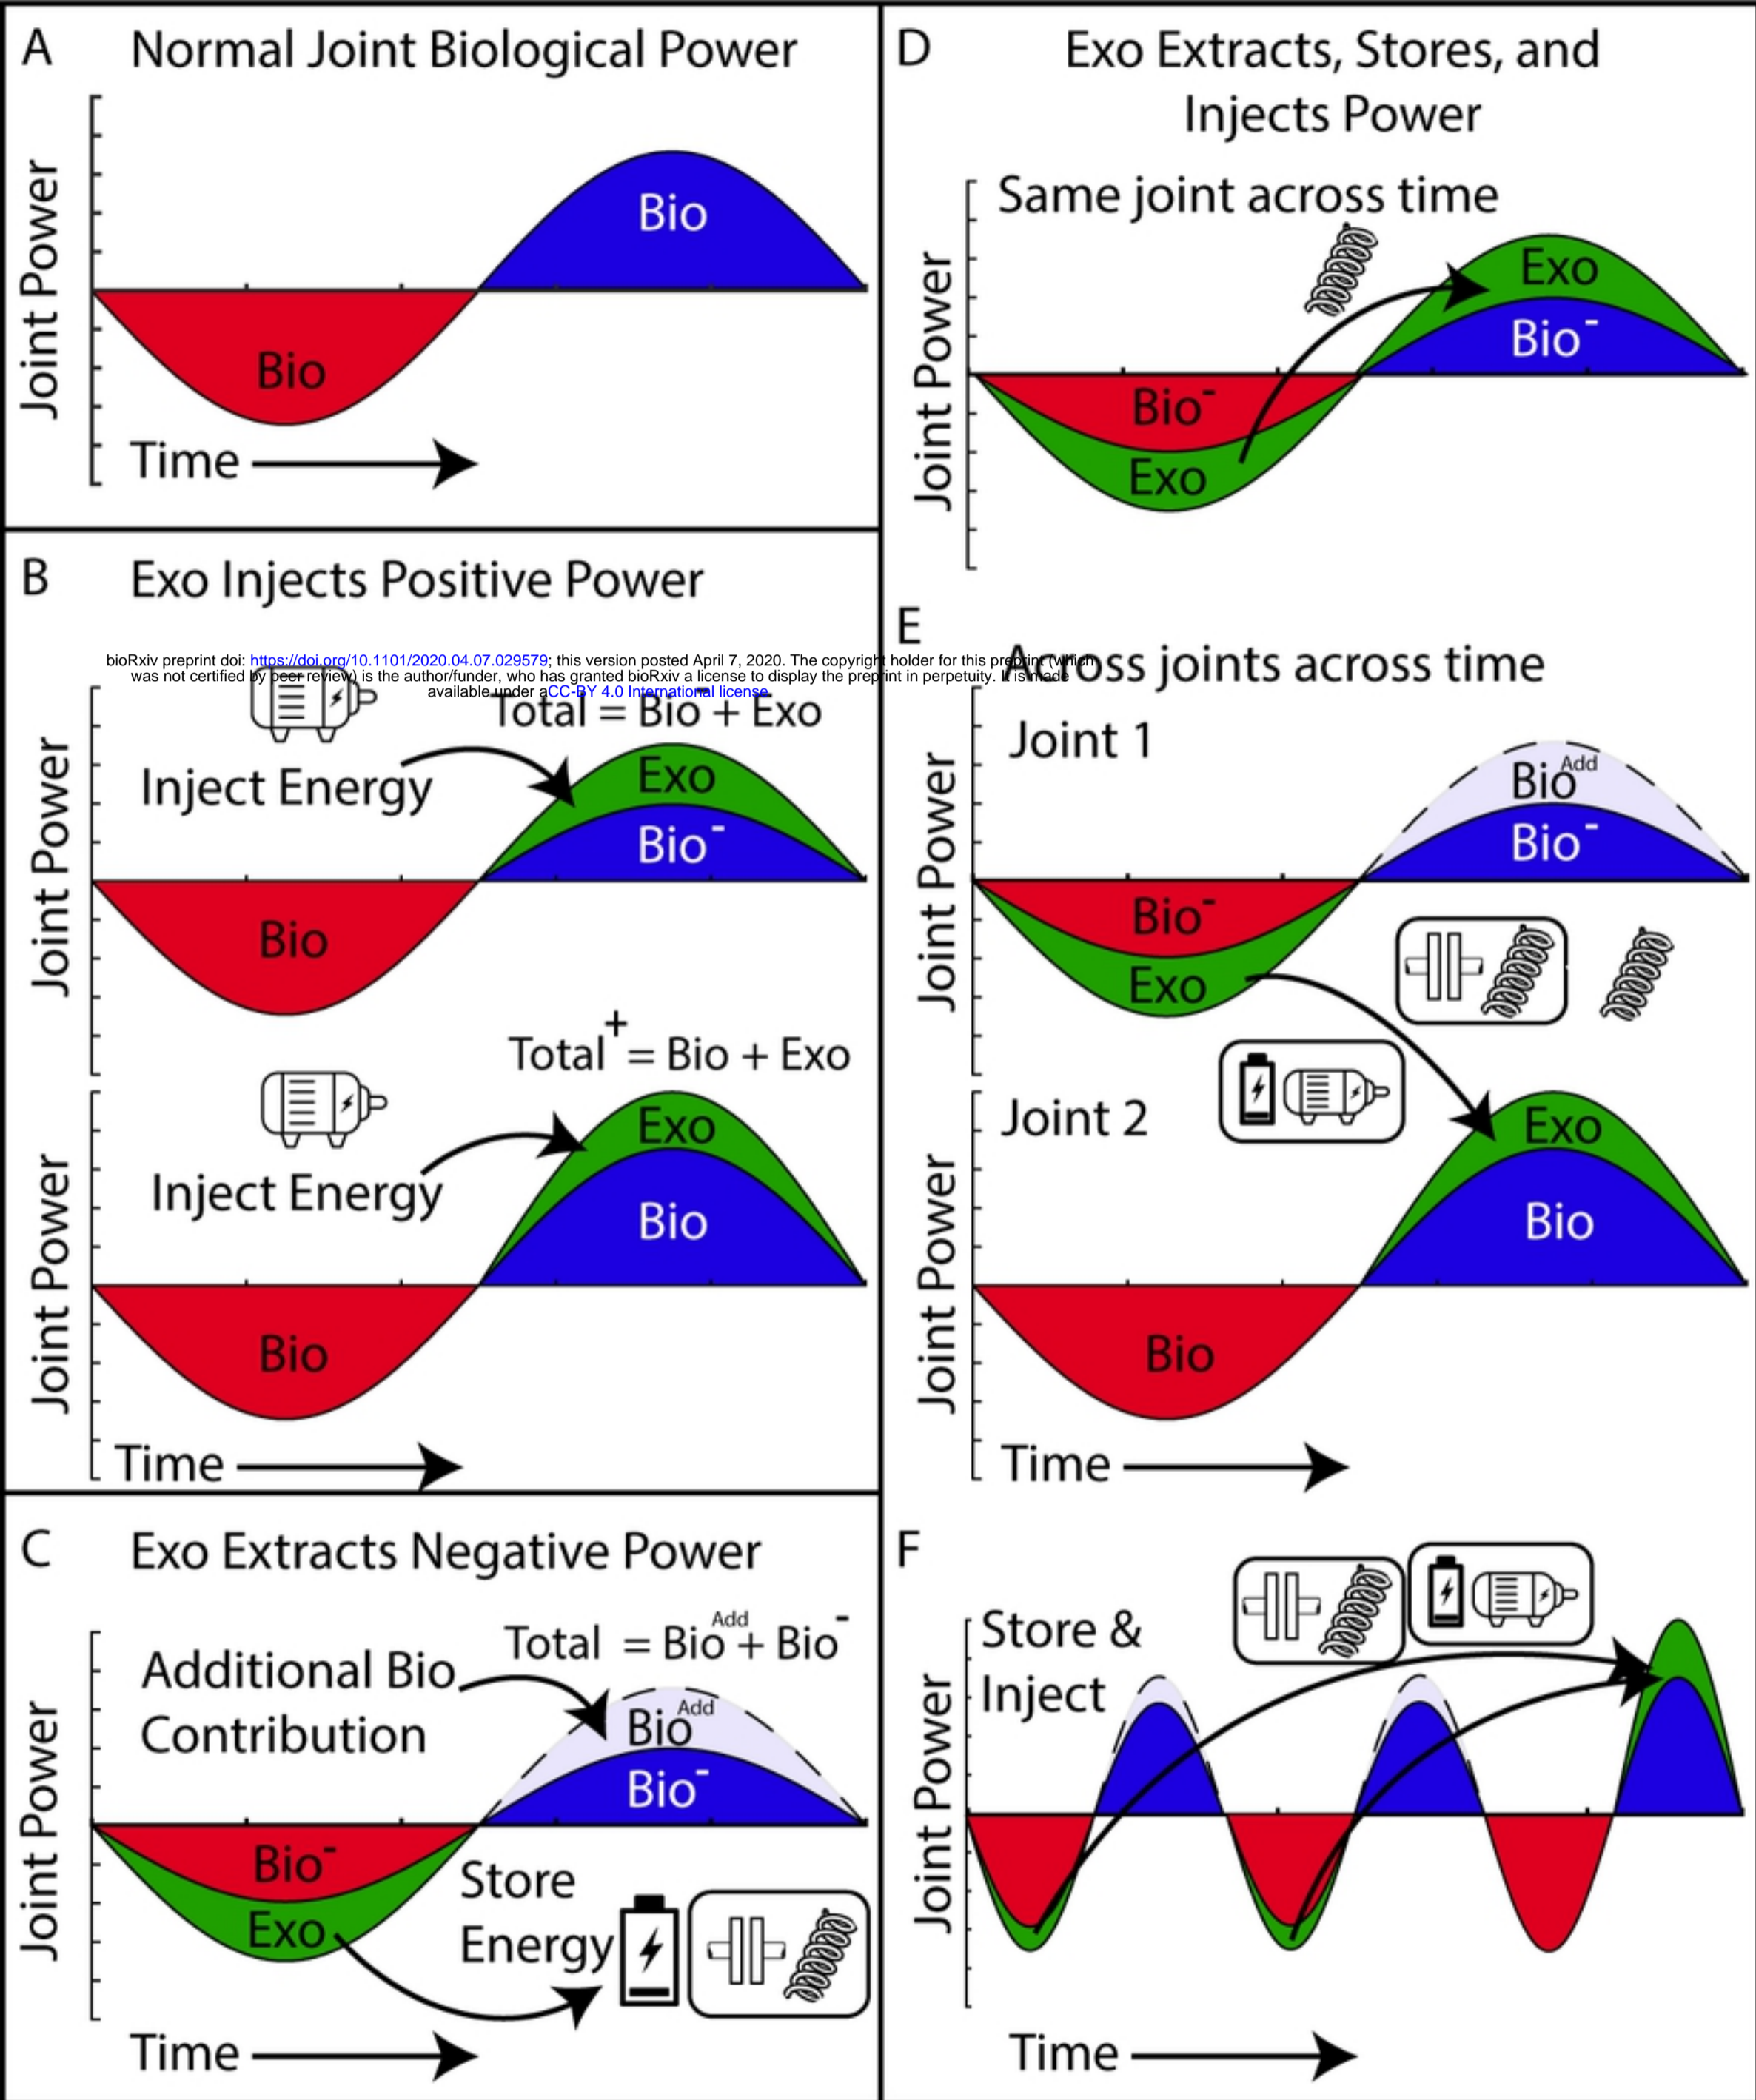 A
Normal Joint Biological Power
Joint Power
Bio
Bio
Time
B
Exo Injects Positive Power
bioRxiv preprint doi: https://doi.org/10.1101/2020.04.07.029579; this version posted April 7, 2020. The copyright holder for this preprint (which
was not certified by peer review) is the author/funder, who has granted bioRxiv a license to display the preprint in perpetuity. It is made
available under aCC-BY 4.0 International license.
Total = Bio⁻ + Exo
Inject Energy
Exo
Bio⁻
Joint Power
Bio
Total⁺ = Bio + Exo
Inject Energy
Exo
Bio
Joint Power
Bio
Time
C
Exo Extracts Negative Power
Total = Bio Add + Bio⁻
Additional Bio
Contribution
Bio Add
Bio⁻
Joint Power
Bio⁻
Exo
Store
Energy
Time
D
Exo Extracts, Stores, and
Injects Power
Same joint across time
Exo
Bio⁻
Joint Power
Bio⁻
Exo
E
Across joints across time
Joint 1
Bio Add
Bio⁻
Joint Power
Bio⁻
Exo
Joint 2
Exo
Bio
Joint Power
Bio
Time
F
Store &
Inject
Joint Power
Time